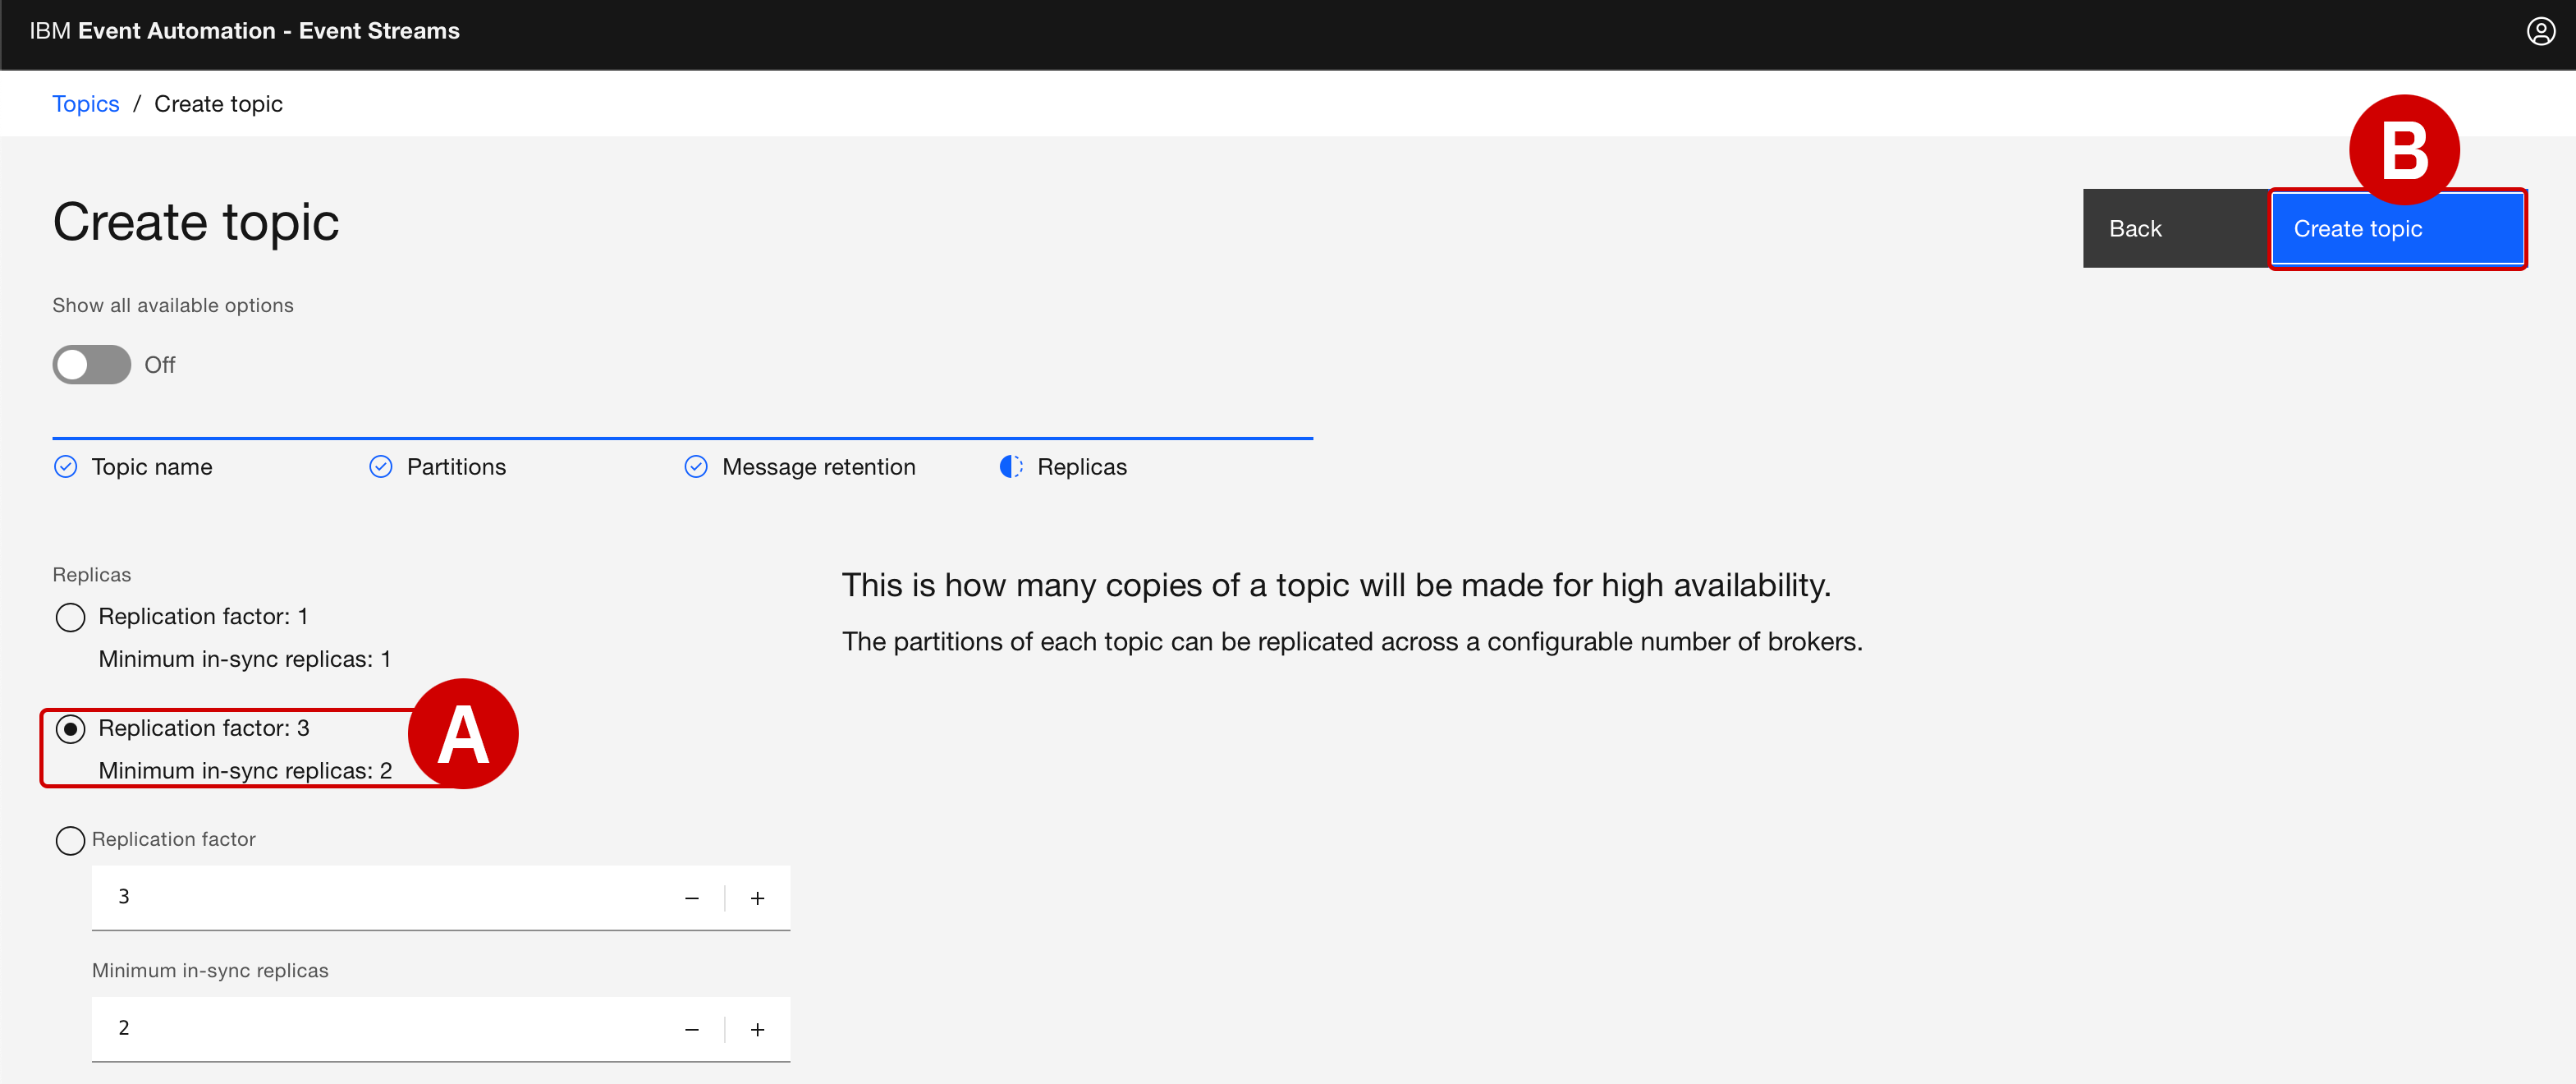 IBM Event Automation - Event Streams
Topics / Create topic
B
Create topic
Back
Create topic
Show all available options
Off
Topic name
Partitions
Message retention
Replicas
Replicas
Replication factor: 1
Minimum in-sync replicas: 1
Replication factor: 3
Minimum in-sync replicas: 2
A
Replication factor
3
Minimum in-sync replicas
2
This is how many copies of a topic will be made for high availability.
The partitions of each topic can be replicated across a configurable number of brokers.